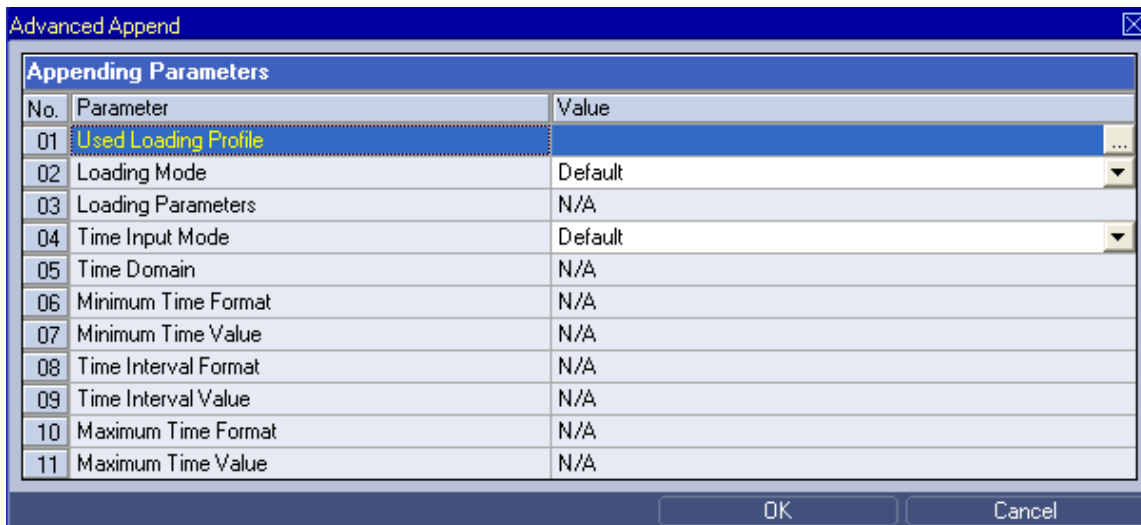 Advanced Append
Appending Parameters
No. Parameter Value
01 Used Loading Profile ...
02 Loading Mode Default
03 Loading Parameters N/A
04 Time Input Mode Default
05 Time Domain N/A
06 Minimum Time Format N/A
07 Minimum Time Value N/A
08 Time Interval Format N/A
09 Time Interval Value N/A
10 Maximum Time Format N/A
11 Maximum Time Value N/A
OK Cancel